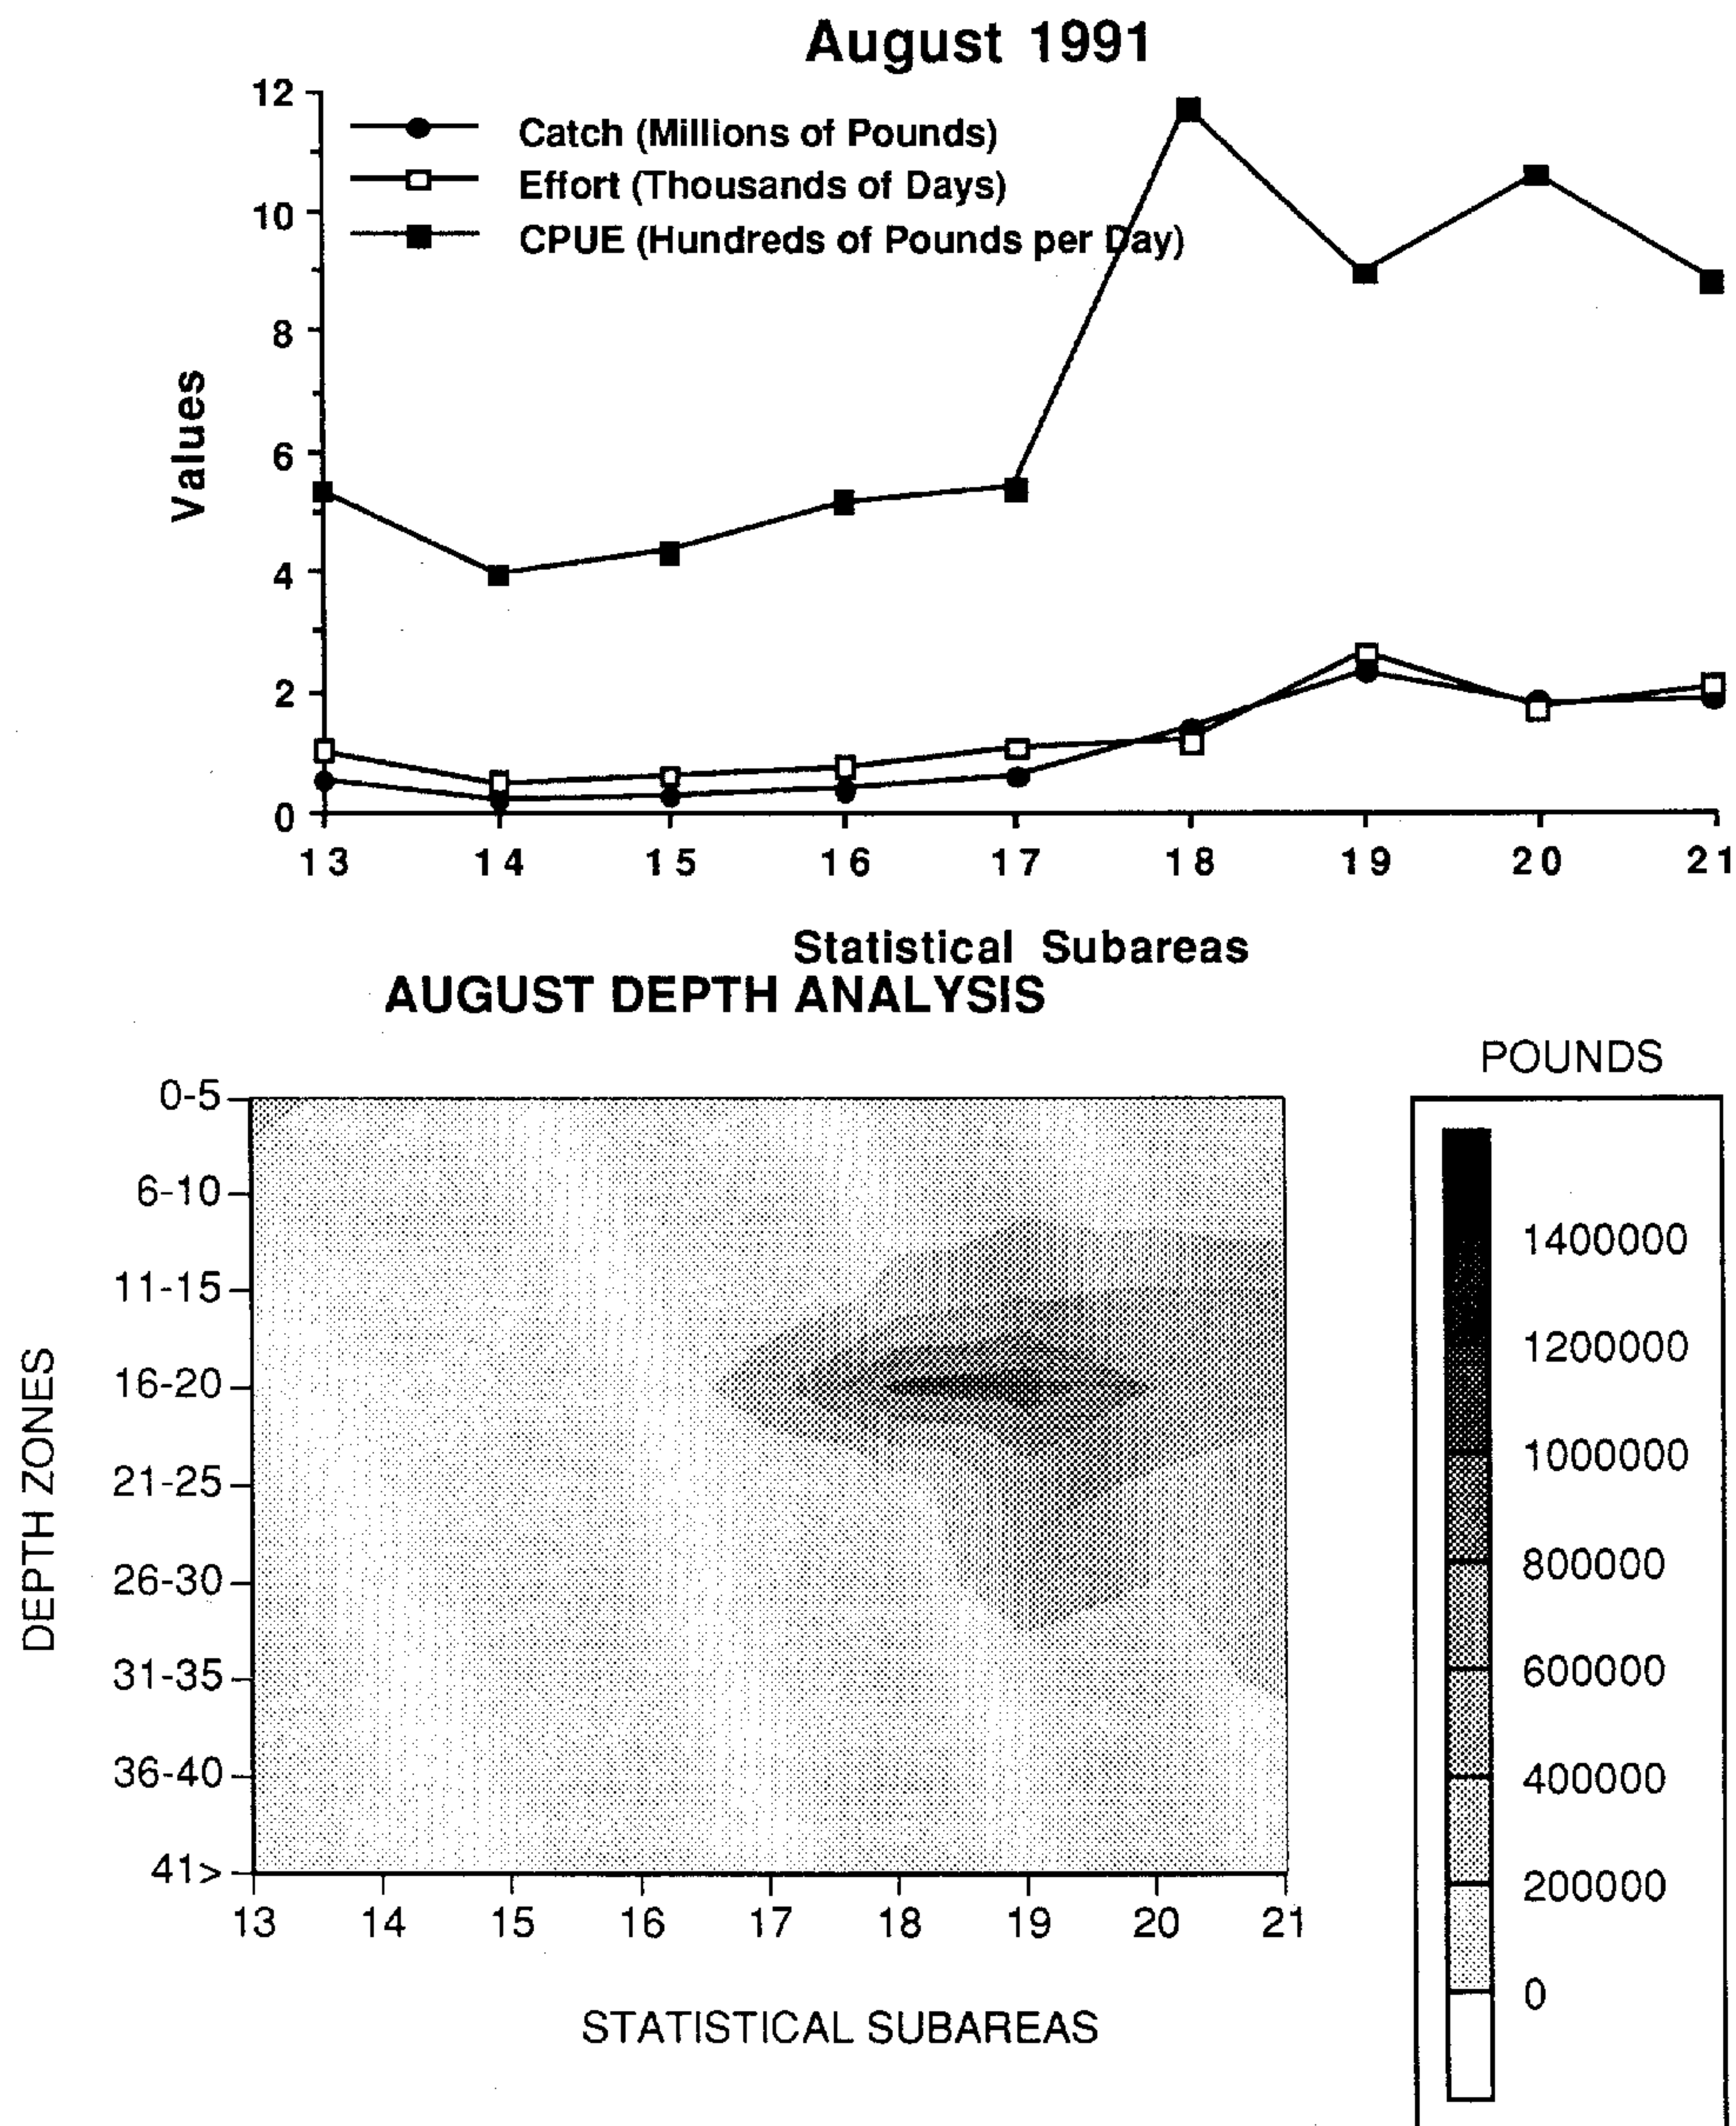 August 1991
12
10
8
6
4
2
0
Values
Catch (Millions of Pounds)
Effort (Thousands of Days)
CPUE (Hundreds of Pounds per Day)
13 14 15 16 17 18 19 20 21
Statistical Subareas
AUGUST DEPTH ANALYSIS
DEPTH ZONES
0-5
6-10
11-15
16-20
21-25
26-30
31-35
36-40
41>
13 14 15 16 17 18 19 20 21
STATISTICAL SUBAREAS
POUNDS
1400000
1200000
1000000
800000
600000
400000
200000
0